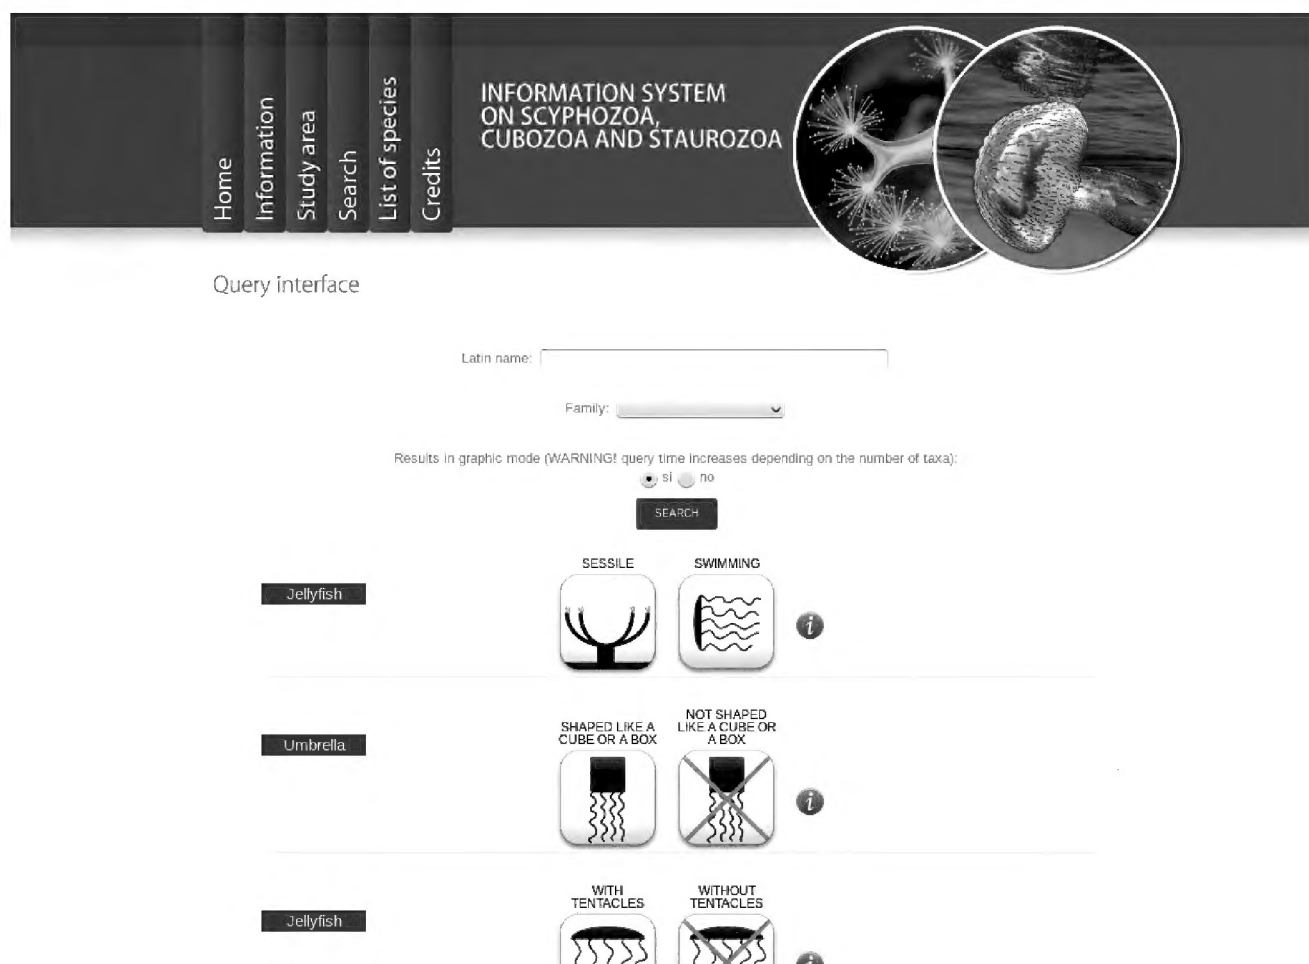 Home
Information
Study area
Search
List of species
Credits
INFORMATION SYSTEM
ON SCYPHOZOA,
CUBOZOA AND STAUROZOA
Query interface
Latin name:
Family:
Results in graphic mode (WARNING! query time increases depending on the number of taxa):
si no
SEARCH
Jellyfish
SESSILE
SWIMMING
i
Umbrella
SHAPED LIKE A
CUBE OR A BOX
NOT SHAPED
LIKE A CUBE OR
A BOX
i
Jellyfish
WITH
TENTACLES
WITHOUT
TENTACLES
i